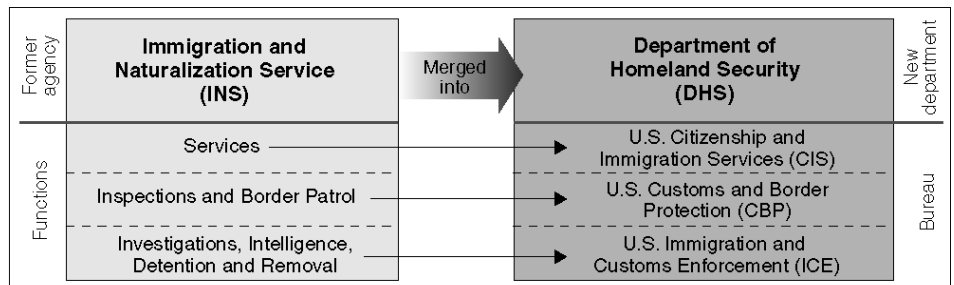 Former
agency
Immigration and
Naturalization Service
(INS)
Merged
into
Department of
Homeland Security
(DHS)
New
department
Functions
Services
U.S. Citizenship and
Immigration Services (CIS)
Inspections and Border Patrol
U.S. Customs and Border
Protection (CBP)
Investigations, Intelligence,
Detention and Removal
U.S. Immigration and
Customs Enforcement (ICE)
Bureau